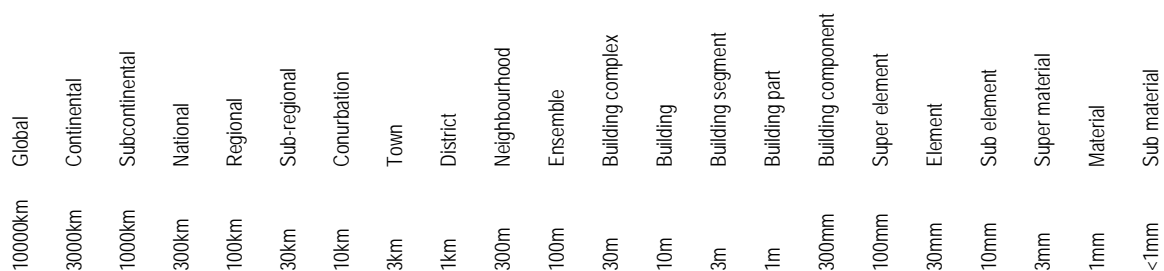 Global
Continental
Subcontinental
National
Regional
Sub-regional
Conurbation
Town
District
Neighbourhood
Ensemble
Building complex
Building
Building segment
Building part
Building component
Super element
Element
Sub element
Super material
Material
Sub material
10000km
3000km
1000km
300km
100km
30km
10km
3km
1km
300m
100m
30m
10m
3m
1m
300mm
100mm
30mm
10mm
3mm
1mm
<1mm